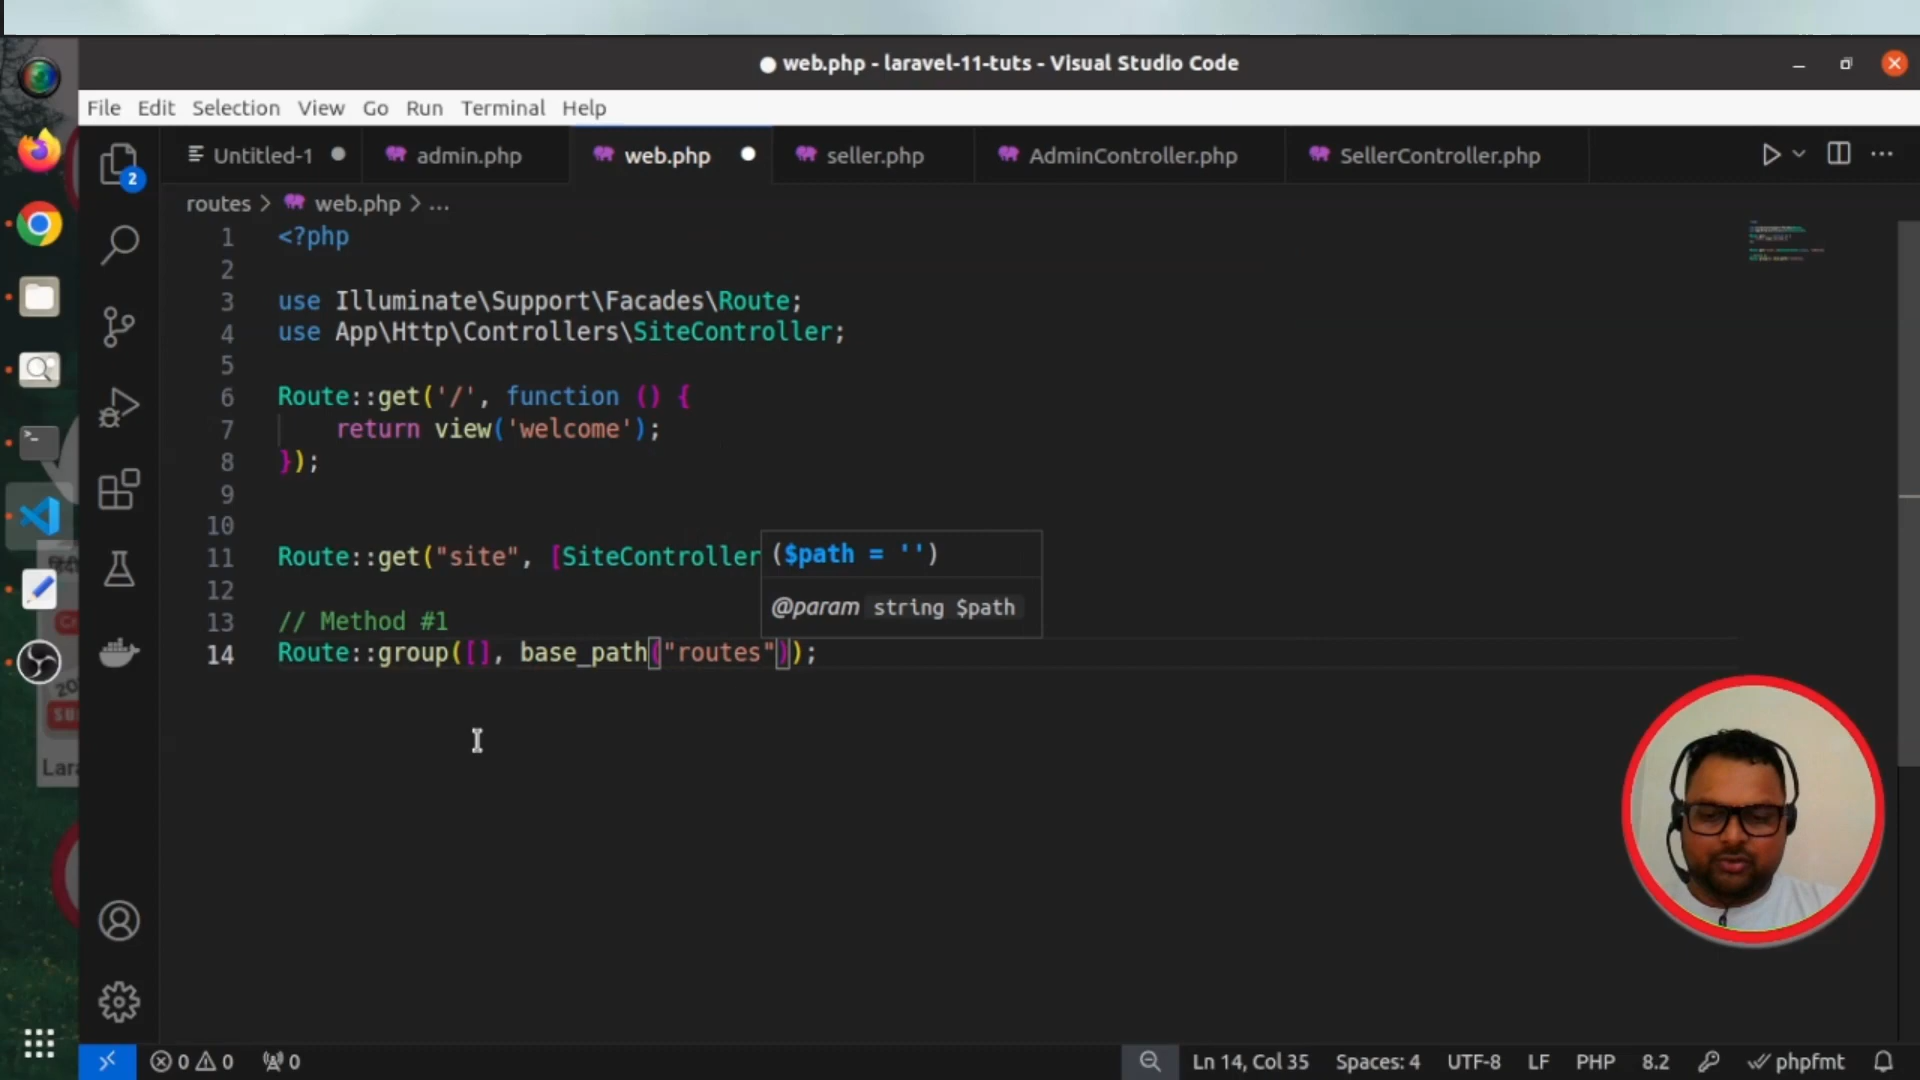 web.php - laravel-11-tuts - Visual Studio Code
File Edit Selection View Go Run Terminal Help
Untitled-1 admin.php web.php seller.php AdminController.php SellerController.php
2
routes > web.php > ...
1 <?php
2
3 use Illuminate\Support\Facades\Route;
4 use App\Http\Controllers\SiteController;
5
6 Route::get('/', function () {
7 return view('welcome');
8 });
9
10
11 Route::get("site", [SiteController
($path = '')
@param string $path
12
13 // Method #1
14 Route::group([], base_path("routes"));
Lara
0 0 0
Ln 14, Col 35 Spaces: 4 UTF-8 LF PHP 8.2 phpfmt